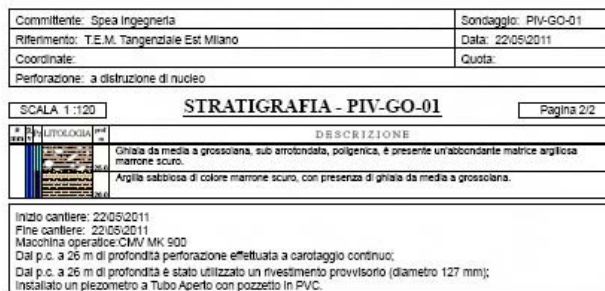 Committente: Spea Ingegneria
Sondaggio: PIV-GO-01
Riferimento: T.E.M. Tangenziale Est Milano
Data: 22\05\2011
Coordinate:
Quota:
Perforazione: a distruzione di nucleo
SCALA 1 :120
STRATIGRAFIA - PIV-GO-01
Pagina 2/2
LITOLOGIA
DESCRIZIONE
Ghiaia da media a grossolana, sub arrotondata, poligenica, è presente un'abbondante matrice argillosa
marrone scuro.
25.0
Argilla sabbiosa di colore marrone scuro, con presenza di ghiaia da media a grossolana.
26.0
Inizio cantiere: 22\05\2011
Fine cantiere: 22\05\2011
Macchina operatice:CMV MK 900
Dal p.c. a 26 m di profondità perforazione effettuata a carotaggio continuo;
Dal p.c. a 26 m di profondità è stato utilizzato un rivestimento provvisorio (diametro 127 mm);
Installato un piezometro a Tubo Aperto con pozzetto in PVC.